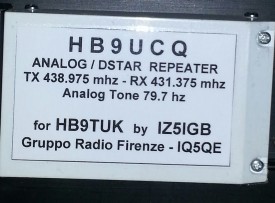 HB9UCQ
ANALOG / DSTAR REPEATER
TX 438.975 mhz - RX 431.375 mhz
Analog Tone 79.7 hz
for HB9TUK by IZ5IGB
Gruppo Radio Firenze - IQ5QE